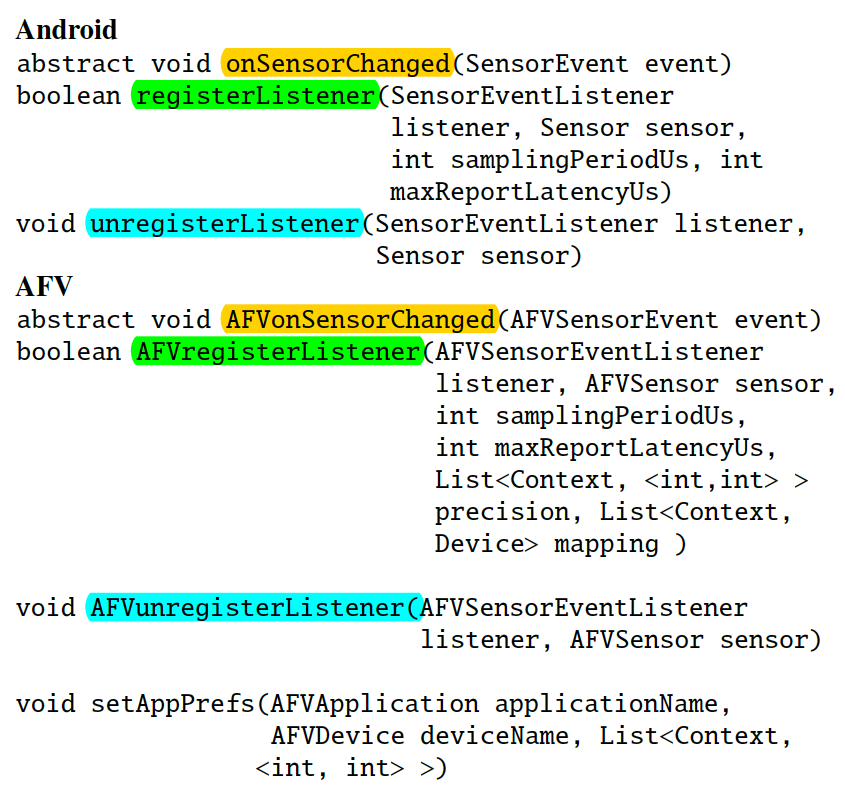 Android
abstract void onSensorChanged(SensorEvent event)
boolean registerListener(SensorEventListener
listener, Sensor sensor,
int samplingPeriodUs, int
maxReportLatencyUs)
void unregisterListener(SensorEventListener listener,
Sensor sensor)
AFV
abstract void AFVonSensorChanged(AFVSensorEvent event)
boolean AFVregisterListener(AFVSensorEventListener
listener, AFVSensor sensor,
int samplingPeriodUs,
int maxReportLatencyUs,
List<Context, <int,int> >
precision, List<Context,
Device> mapping )
void AFVunregisterListener(AFVSensorEventListener
listener, AFVSensor sensor)
void setAppPrefs(AFVApplication applicationName,
AFVDevice deviceName, List<Context,
<int, int> >)